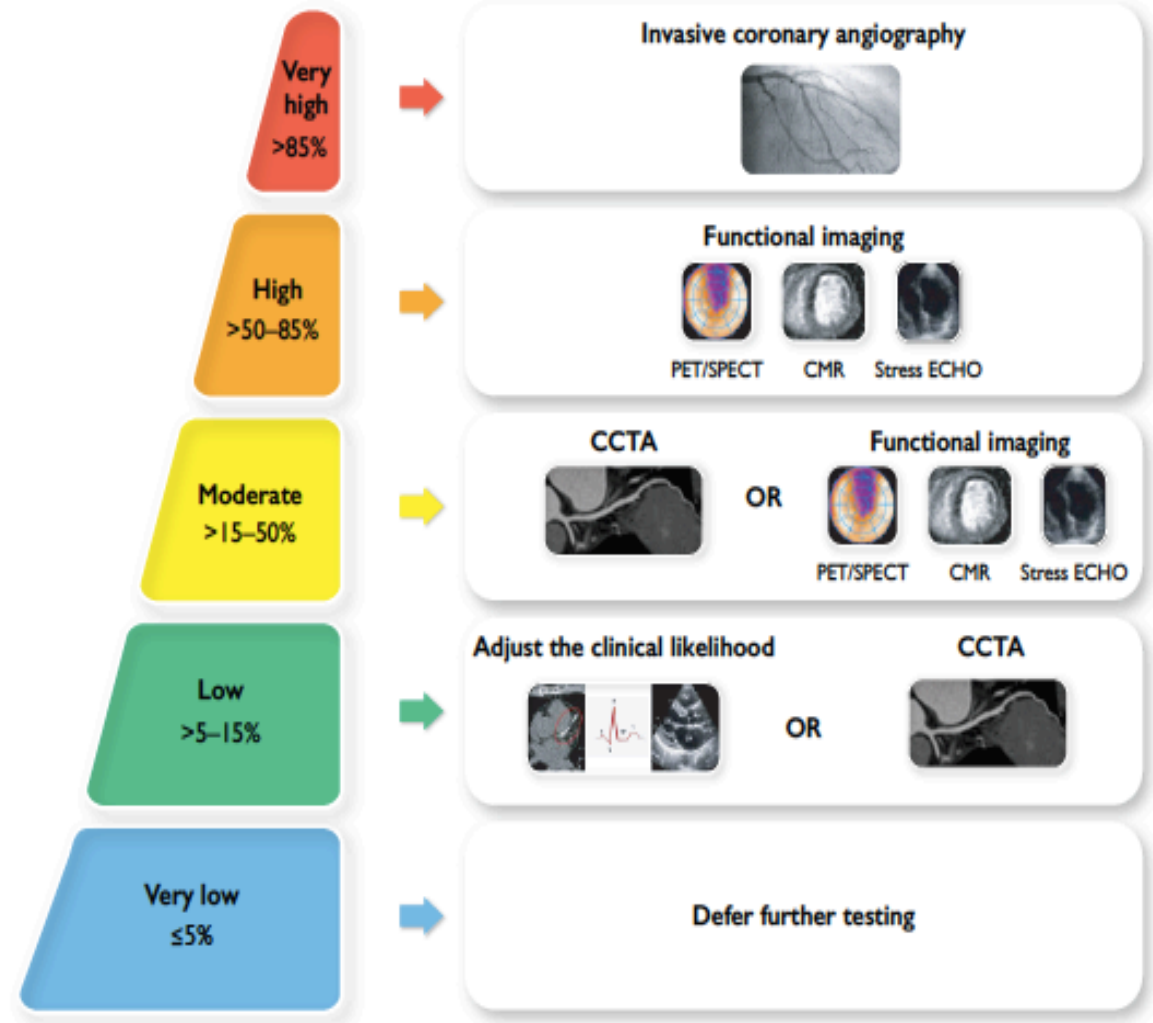 Very
high
>85%
Invasive coronary angiography
High
>50–85%
Functional imaging
PET/SPECT CMR Stress ECHO
Moderate
>15–50%
CCTA
OR
Functional imaging
PET/SPECT CMR Stress ECHO
Low
>5–15%
Adjust the clinical likelihood
OR
CCTA
Very low
≤5%
Defer further testing